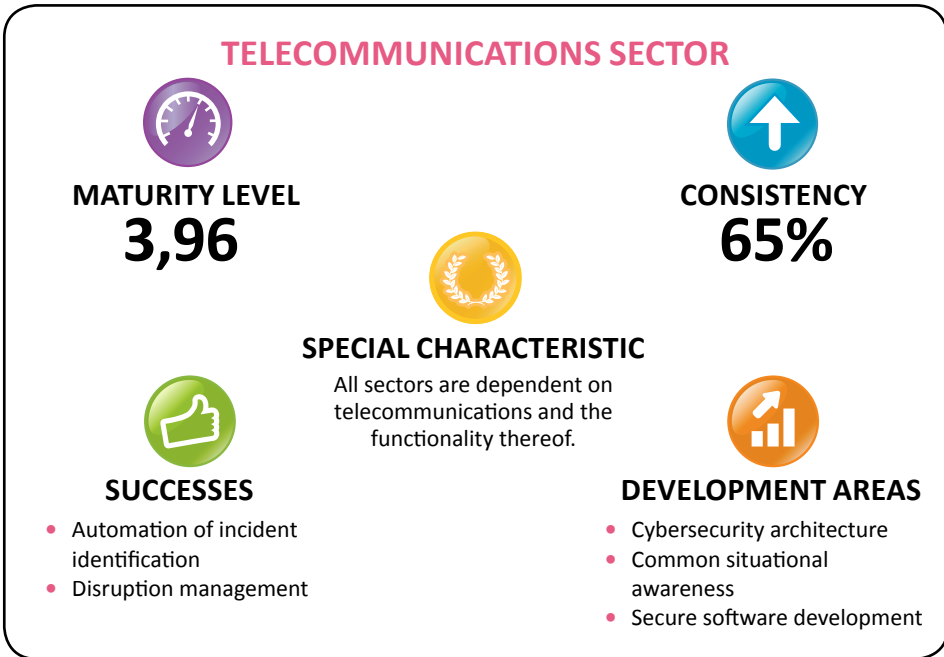 TELECOMMUNICATIONS SECTOR
MATURITY LEVEL
3,96
CONSISTENCY
65%
SPECIAL CHARACTERISTIC
All sectors are dependent on
telecommunications and the
functionality thereof.
SUCCESSES
• Automation of incident
identification
• Disruption management
DEVELOPMENT AREAS
• Cybersecurity architecture
• Common situational
awareness
• Secure software development